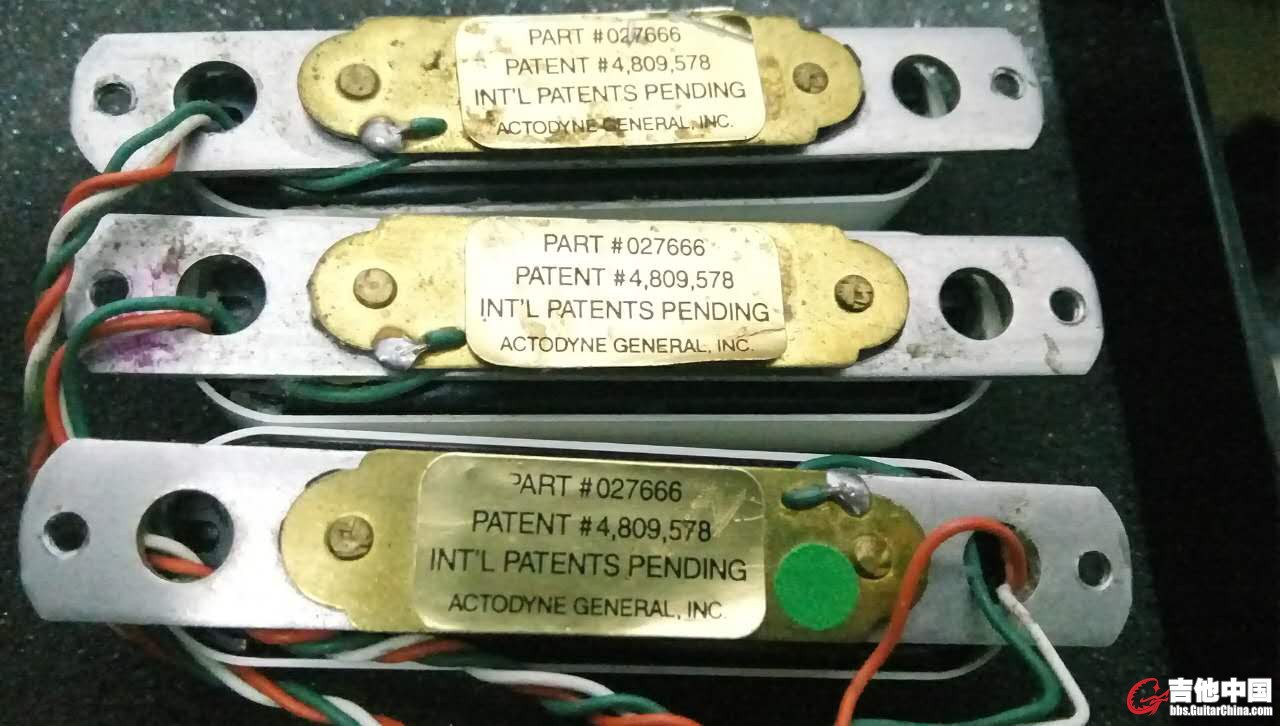 PART #027666
PATENT #4,809,578
INT'L PATENTS PENDING
ACTODYNE GENERAL, INC.
PART #027666
PATENT #4,809,578
INT'L PATENTS PENDING
ACTODYNE GENERAL, INC.
PART #027666
PATENT #4,809,578
INT'L PATENTS PENDING
ACTODYNE GENERAL, INC.
吉他中国
bbs.GuitarChina.com